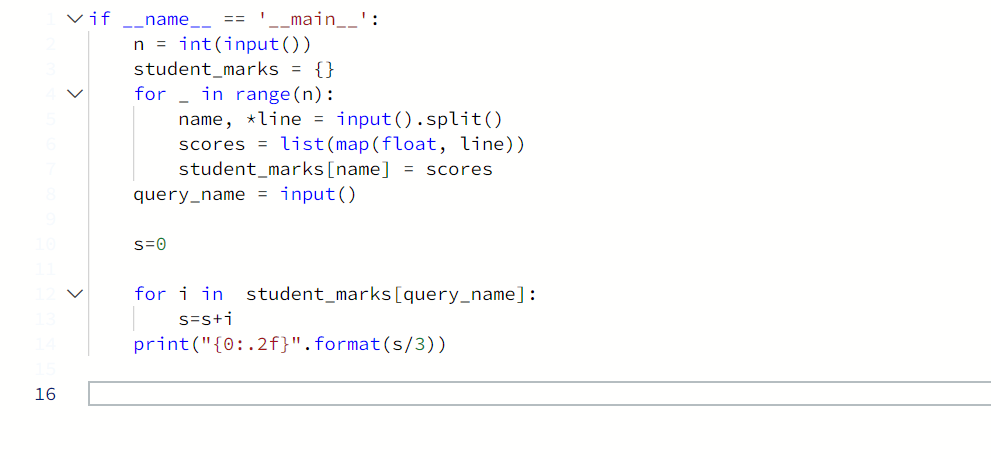 1 if __name__ == '__main__':
2 n = int(input())
3 student_marks = {}
4 for _ in range(n):
5 name, *line = input().split()
6 scores = list(map(float, line))
7 student_marks[name] = scores
8 query_name = input()
9
10 s=0
11
12 for i in  student_marks[query_name]:
13 s=s+i
14 print("{0:.2f}".format(s/3))
15
16